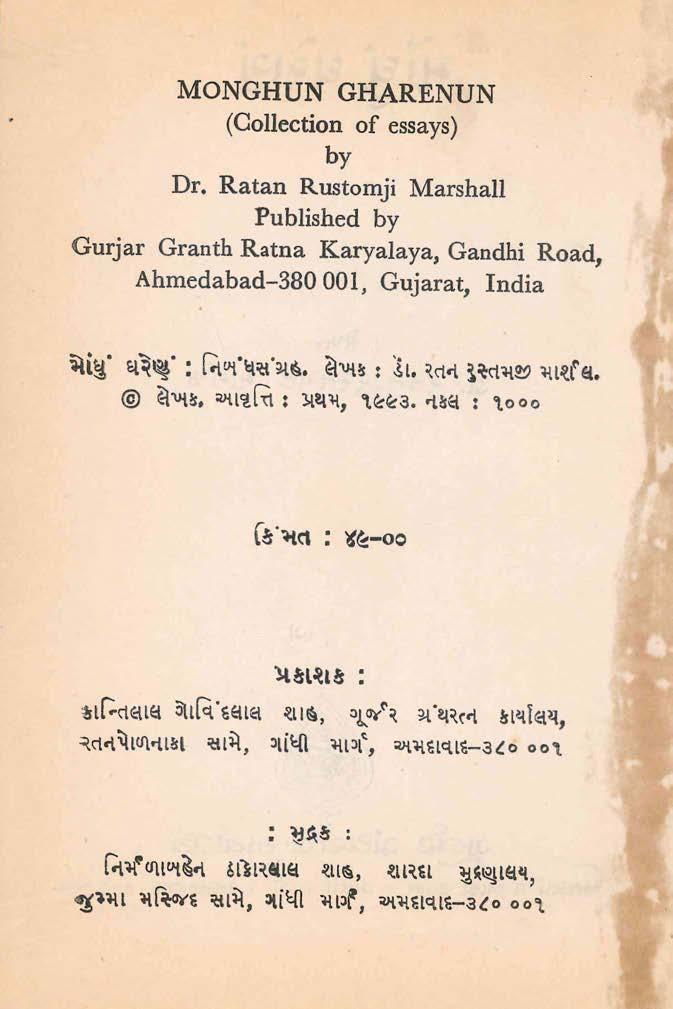 MONGHUN GHARENUN
(Collection of essays)
by
Dr. Ratan Rustomji Marshall
Published by
Gurjar Granth Ratna Karyalaya, Gandhi Road,
Ahmedabad–380 001, Gujarat, India
મોંઘું ઘરેણું : નિબંધસંગ્રહ. લેખક : ડૉ. રતન રુસ્તમજી માર્શલ.
© લેખક. આવૃત્તિ : પ્રથમ, ૧૯૯૩. નકલ : ૧૦૦૦
કિંમત : ૪૯–૦૦
પ્રકાશક :
કાન્તિલાલ ગોવિંદલાલ શાહ, ગૂર્જર ગ્રંથરત્ન કાર્યાલય,
રતનપોળનાકા સામે, ગાંધી માર્ગ, અમદાવાદ–૩૮૦ ૦૦૧
: મુદ્રક :
નિર્મળાબહેન ઠાકોરલાલ શાહ, શારદા મુદ્રણાલય,
જુમ્મા મસ્જિદ સામે, ગાંધી માર્ગ, અમદાવાદ–૩૮૦ ૦૦૧